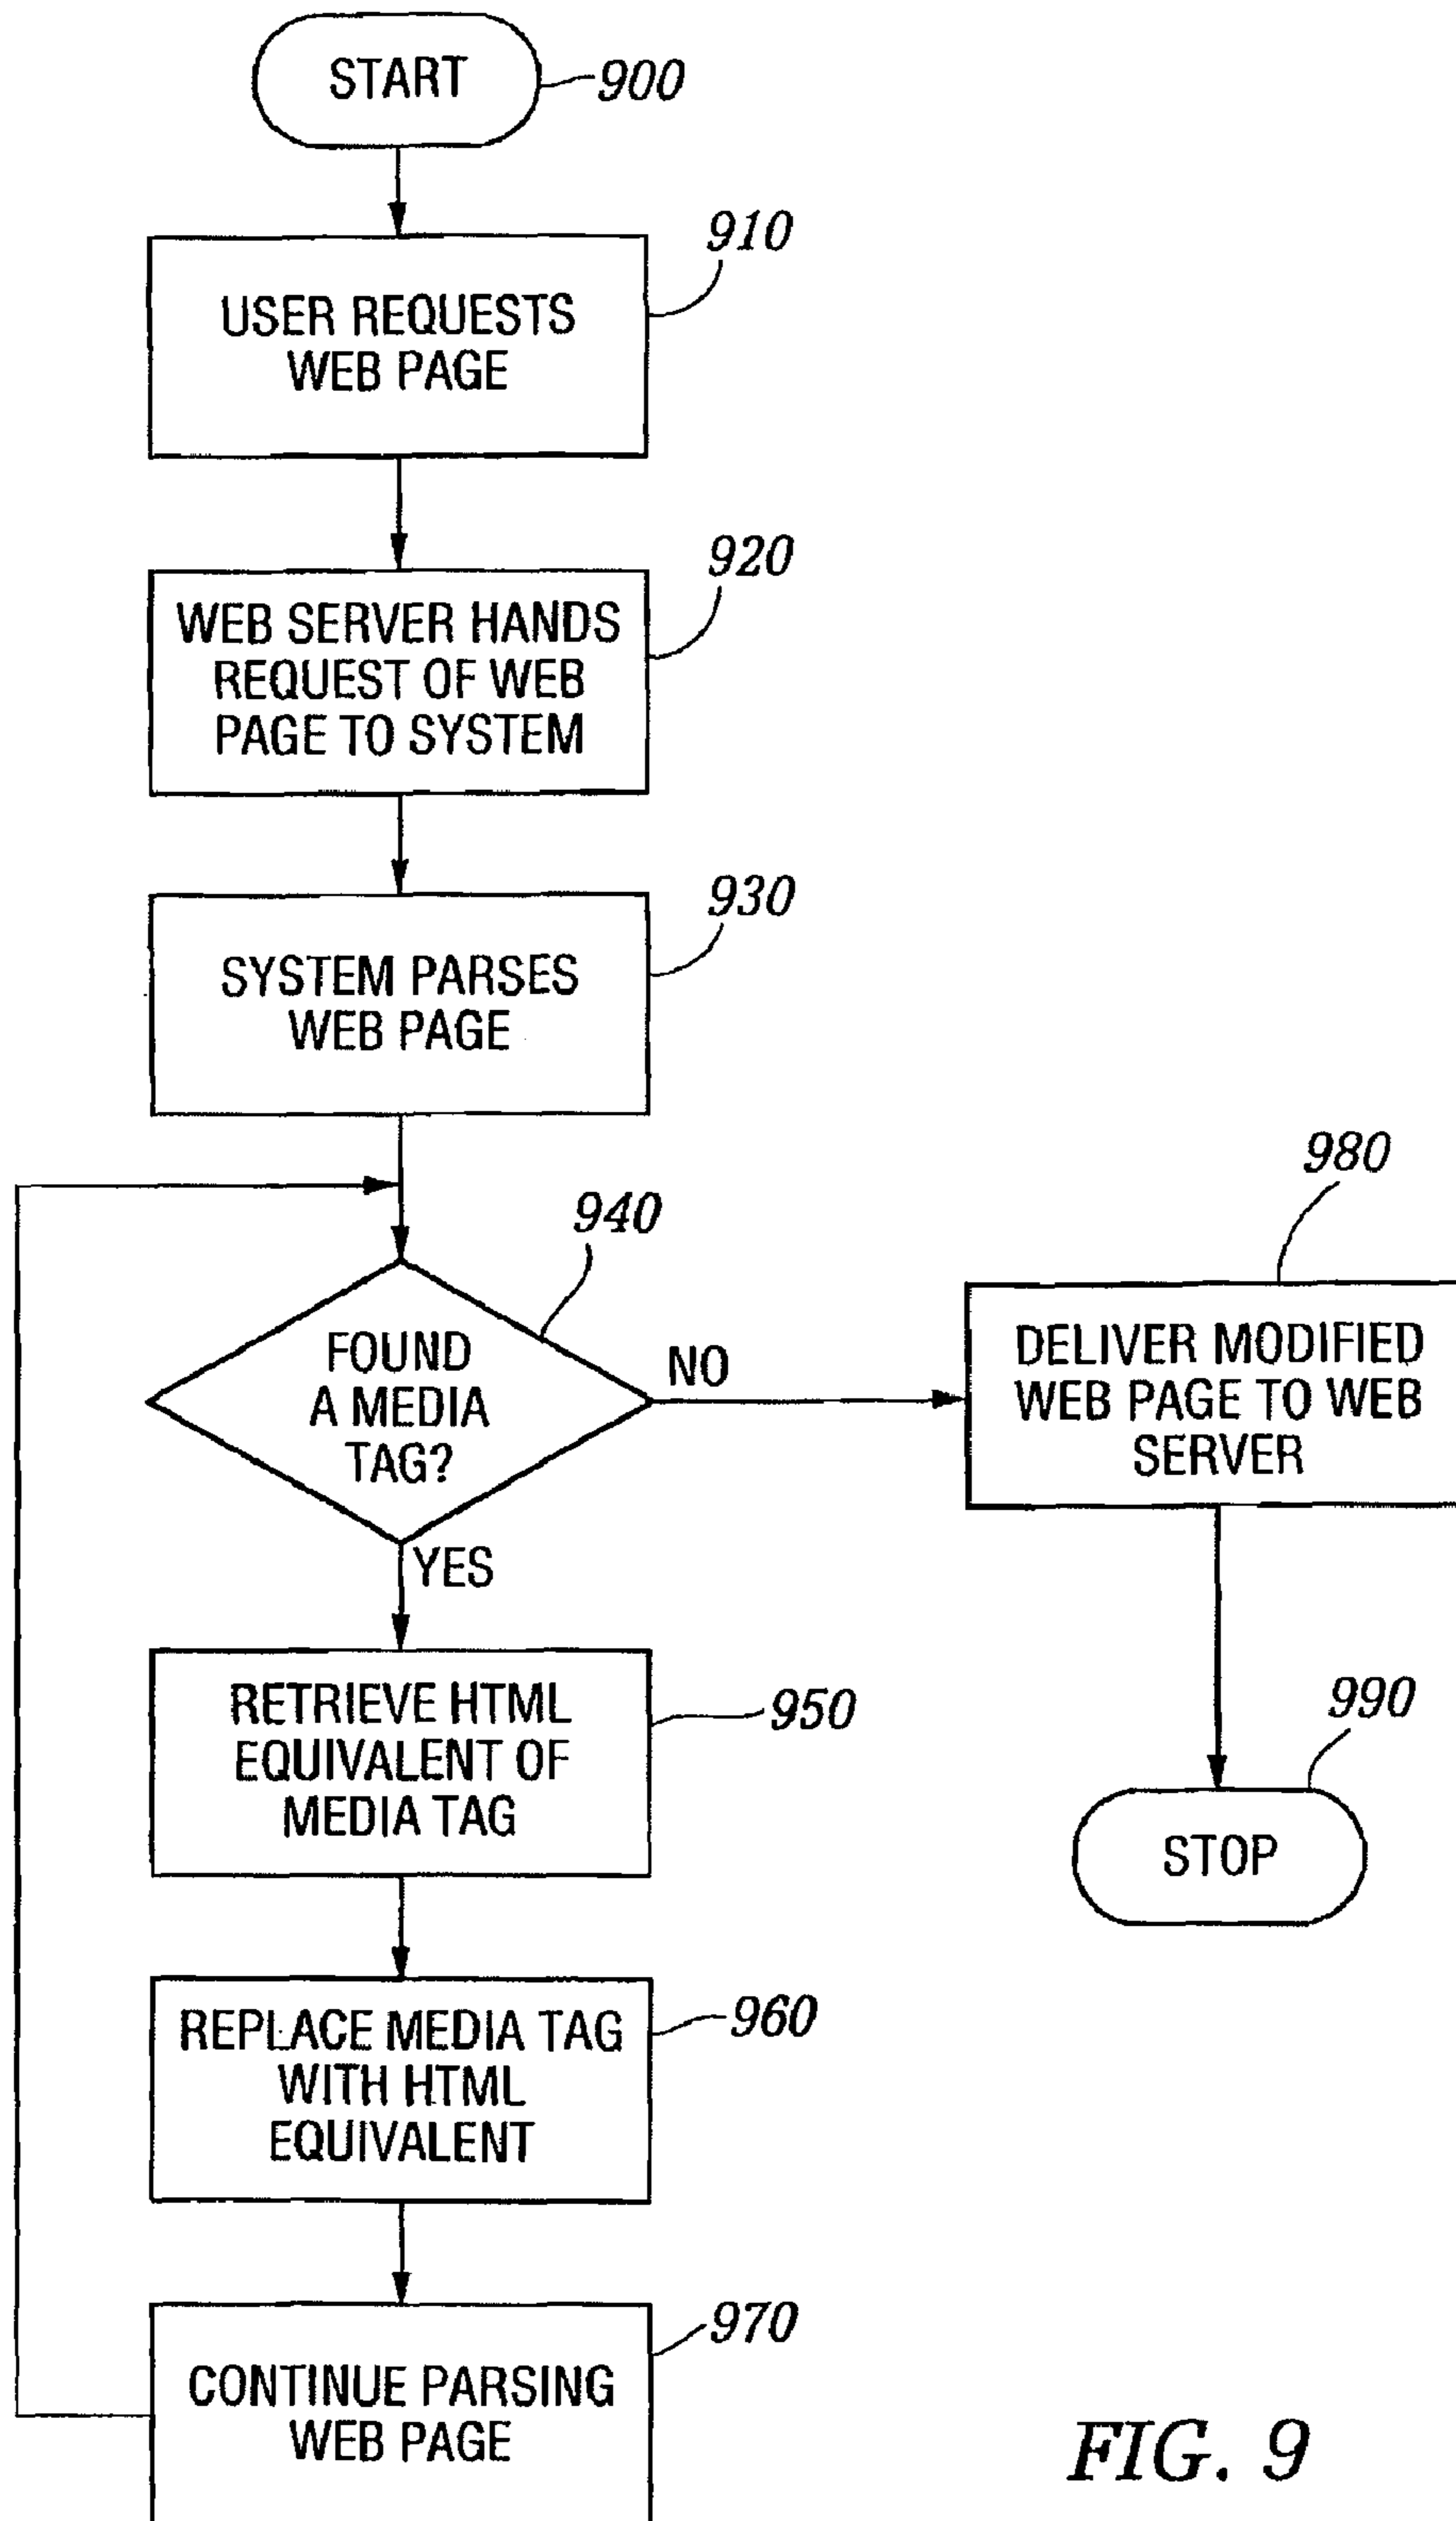 START
900
910
USER REQUESTS
WEB PAGE
920
WEB SERVER HANDS
REQUEST OF WEB
PAGE TO SYSTEM
930
SYSTEM PARSES
WEB PAGE
940
FOUND
A MEDIA
TAG?
NO
YES
980
DELIVER MODIFIED
WEB PAGE TO WEB
SERVER
990
STOP
RETRIEVE HTML
EQUIVALENT OF
MEDIA TAG
950
REPLACE MEDIA TAG
WITH HTML
EQUIVALENT
960
970
CONTINUE PARSING
WEB PAGE
FIG. 9